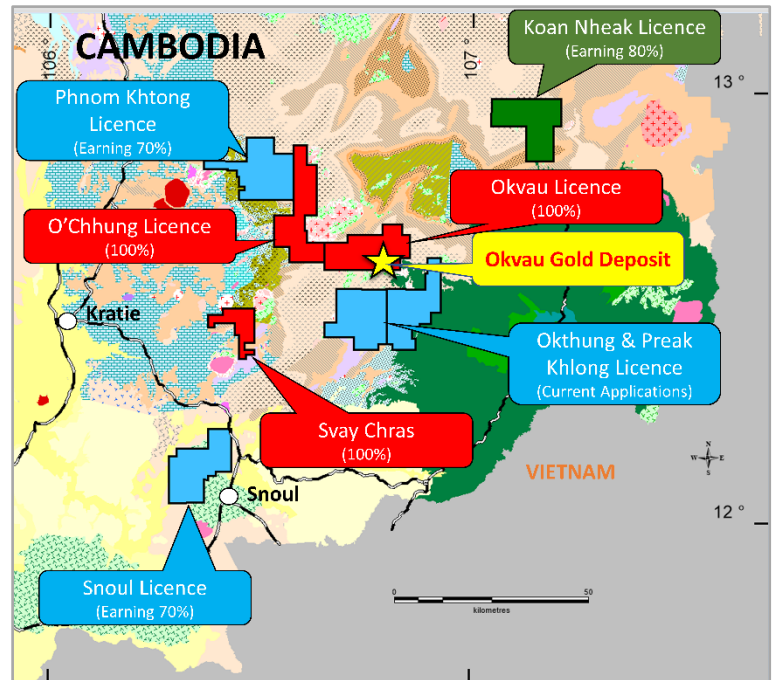 106 °
107 °
CAMBODIA
Koan Nheak Licence
(Earning 80%)
13 °
Phnom Khtong
Licence
(Earning 70%)
Okvau Licence
(100%)
O’Chhung Licence
(100%)
Okvau Gold Deposit
Kratie
Okthung & Preak
Khlong Licence
(Current Applications)
Svay Chras
(100%)
N
W E
S
VIETNAM
Snoul
12 °
Snoul Licence
(Earning 70%)
0 50
kilometres